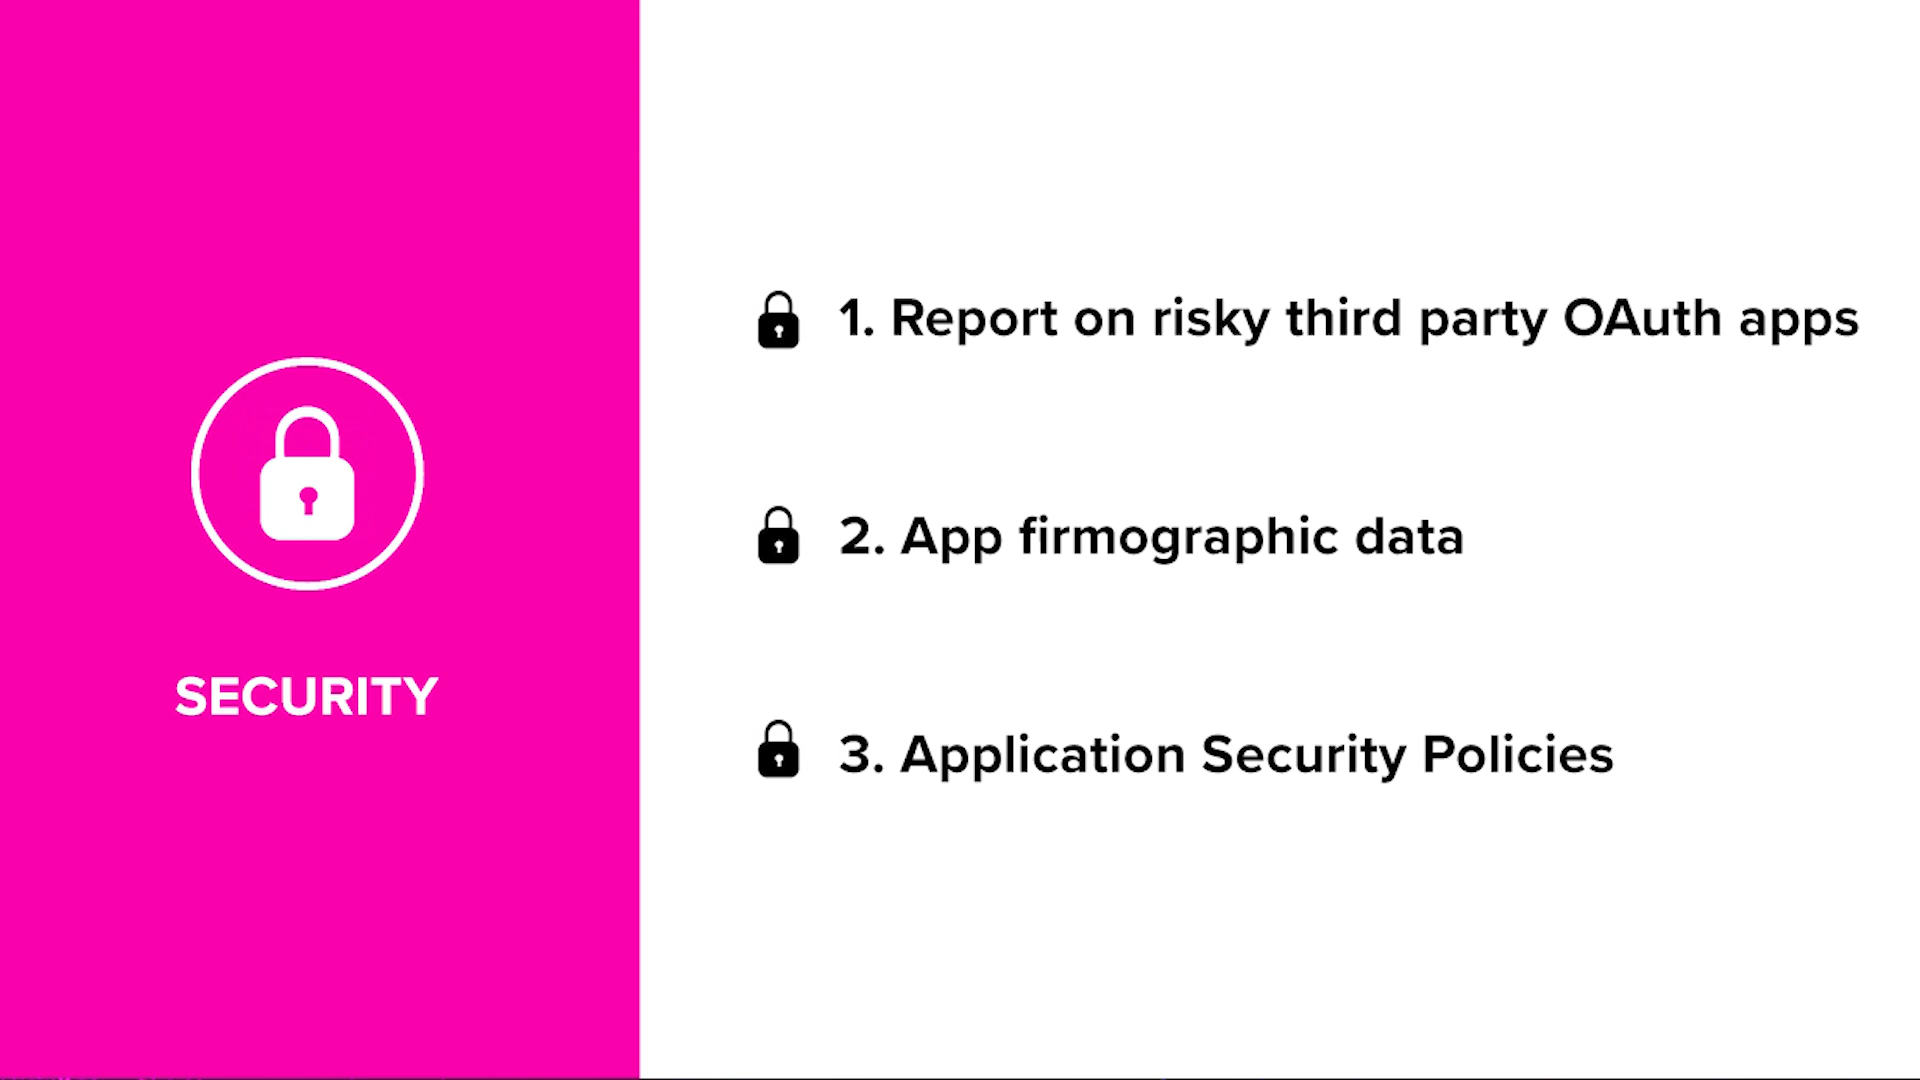 SECURITY
1. Report on risky third party OAuth apps
2. App firmographic data
3. Application Security Policies